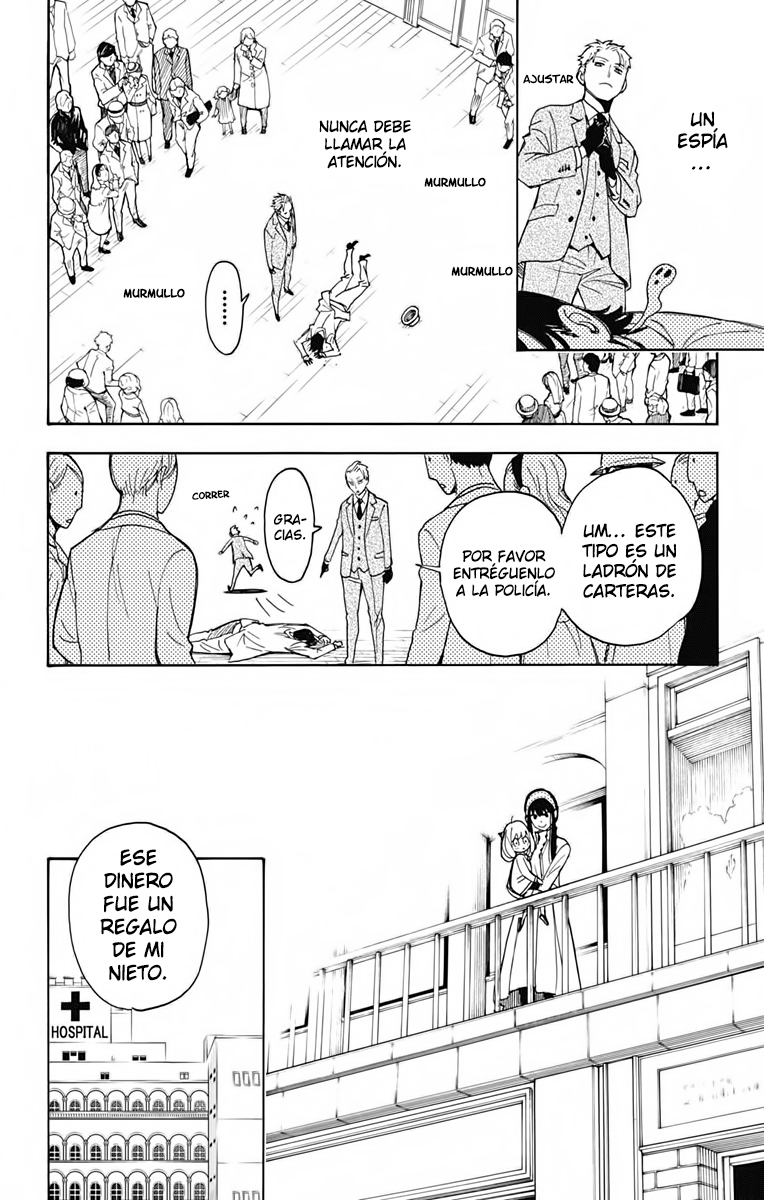 AJUSTAR
UN
ESPÍA
...
NUNCA DEBE
LLAMAR LA
ATENCIÓN.
MURMULLO
MURMULLO
MURMULLO
......
UM... ESTE
TIPO ES UN
LADRÓN DE
CARTERAS.
POR FAVOR
ENTRÉGUENLO
A LA POLICÍA.
GRA-
CIAS.
CORRER
ESE
DINERO
FUE UN
REGALO
DE MI
NIETO.
HOSPITAL